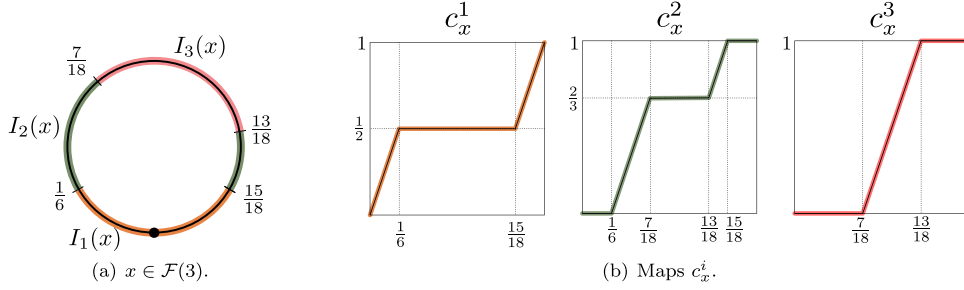 c_x^1 c_x^2 c_x^3
I_3(x)
7/18
1 1 1
I_2(x)
2/3
13/18
1/2
1/6
15/18
I_1(x)
1/6 15/18 1/6 7/18 13/18 15/18 7/18 13/18
(a) x ∈ ℱ(3). (b) Maps c_x^i.